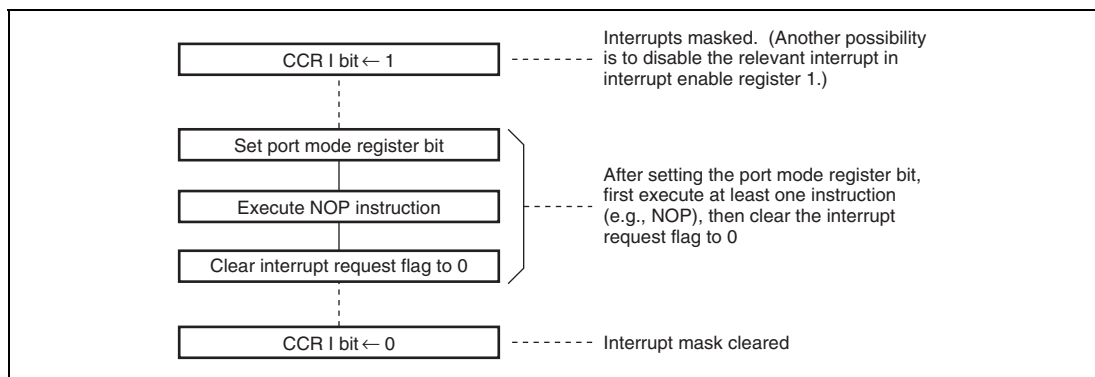 CCR I bit ← 1
Interrupts masked. (Another possibility
is to disable the relevant interrupt in
interrupt enable register 1.)
Set port mode register bit
Execute NOP instruction
Clear interrupt request flag to 0
After setting the port mode register bit,
first execute at least one instruction
(e.g., NOP), then clear the interrupt
request flag to 0
CCR I bit ← 0
Interrupt mask cleared